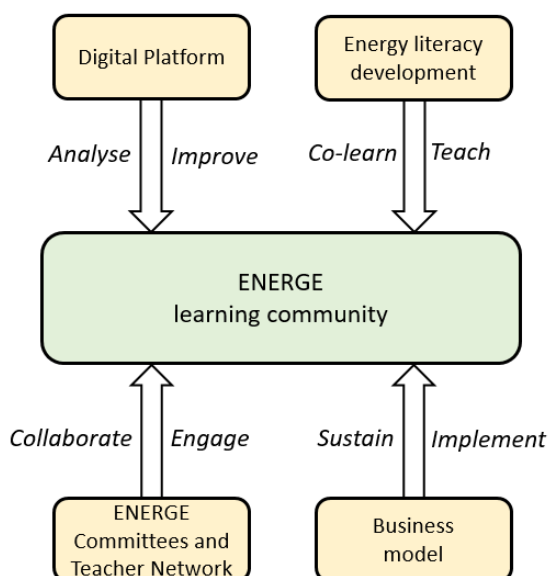 Digital Platform
Energy literacy
development
Analyse
Improve
Co-learn
Teach
ENERGE
learning community
Collaborate
Engage
Sustain
Implement
ENERGE
Committees and
Teacher Network
Business
model